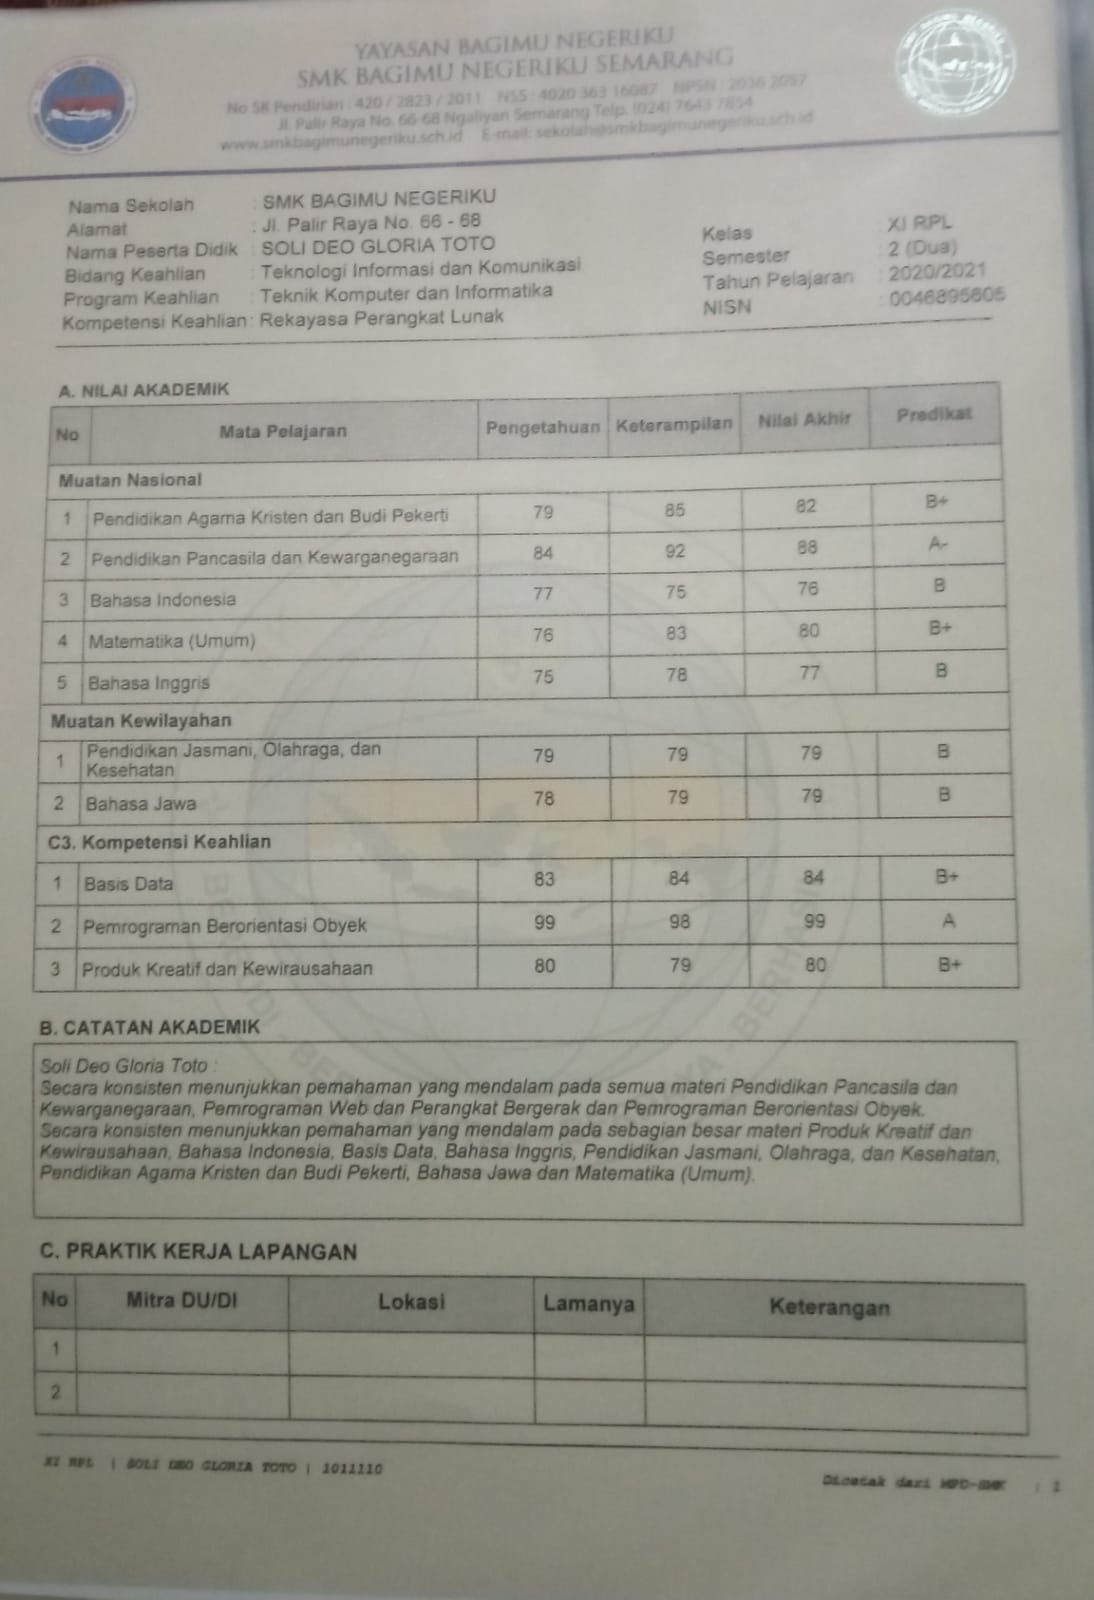 YAYASAN BAGIMU NEGERIKU
SMK BAGIMU NEGERIKU SEMARANG
No SK Pendirian : 420 / 2823 / 2011 NSS : 4020 363 16087 NPSN : 2036 2057
Jl. Palir Raya No. 66-68 Ngaliyan Semarang Telp. (024) 7643 7854
www.smkbagimunegeriku.sch.id E-mail: sekolah@smkbagimunegeriku.sch.id
Nama Sekolah : SMK BAGIMU NEGERIKU
Alamat : Jl. Palir Raya No. 66 - 68
Nama Peserta Didik : SOLI DEO GLORIA TOTO
Bidang Keahlian : Teknologi Informasi dan Komunikasi
Program Keahlian : Teknik Komputer dan Informatika
Kompetensi Keahlian : Rekayasa Perangkat Lunak
Kelas : XI RPL
Semester : 2 (Dua)
Tahun Pelajaran : 2020/2021
NISN : 0046895605
A. NILAI AKADEMIK
No Mata Pelajaran Pengetahuan Keterampilan Nilai Akhir Predikat
Muatan Nasional
1 Pendidikan Agama Kristen dan Budi Pekerti 79 85 82 B+
2 Pendidikan Pancasila dan Kewarganegaraan 84 92 88 A-
3 Bahasa Indonesia 77 75 76 B
4 Matematika (Umum) 76 83 80 B+
5 Bahasa Inggris 75 78 77 B
Muatan Kewilayahan
1 Pendidikan Jasmani, Olahraga, dan
Kesehatan 79 79 79 B
2 Bahasa Jawa 78 79 79 B
C3. Kompetensi Keahlian
1 Basis Data 83 84 84 B+
2 Pemrograman Berorientasi Obyek 99 98 99 A
3 Produk Kreatif dan Kewirausahaan 80 79 80 B+
B. CATATAN AKADEMIK
Soli Deo Gloria Toto :
Secara konsisten menunjukkan pemahaman yang mendalam pada semua materi Pendidikan Pancasila dan
Kewarganegaraan, Pemrograman Web dan Perangkat Bergerak dan Pemrograman Berorientasi Obyek.
Secara konsisten menunjukkan pemahaman yang mendalam pada sebagian besar materi Produk Kreatif dan
Kewirausahaan, Bahasa Indonesia, Basis Data, Bahasa Inggris, Pendidikan Jasmani, Olahraga, dan Kesehatan,
Pendidikan Agama Kristen dan Budi Pekerti, Bahasa Jawa dan Matematika (Umum).
C. PRAKTIK KERJA LAPANGAN
No Mitra DU/DI Lokasi Lamanya Keterangan
1
2
XI RPL | SOLI DEO GLORIA TOTO | 1011110
Dicetak dari MPD-SMK :